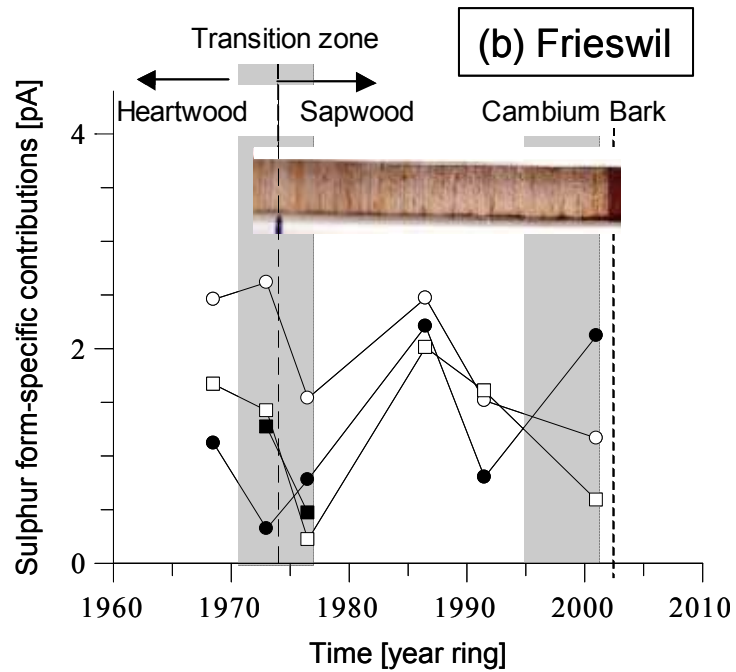 Transition zone
(b) Frieswil
Heartwood Sapwood Cambium Bark
Sulphur form-specific contributions [pA]
4
2
0
1960 1970 1980 1990 2000 2010
Time [year ring]